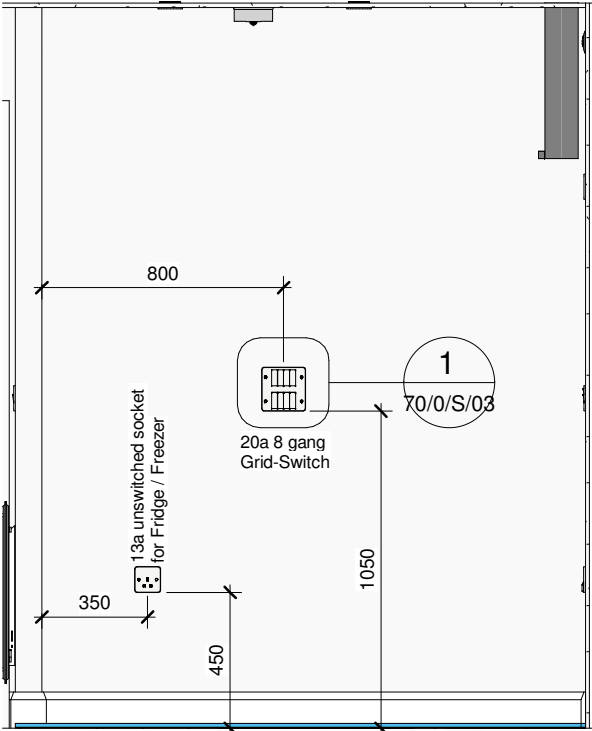 800
1
70/0/S/03
20a 8 gang
Grid-Switch
13a unswitched socket
for Fridge / Freezer
1050
350
450